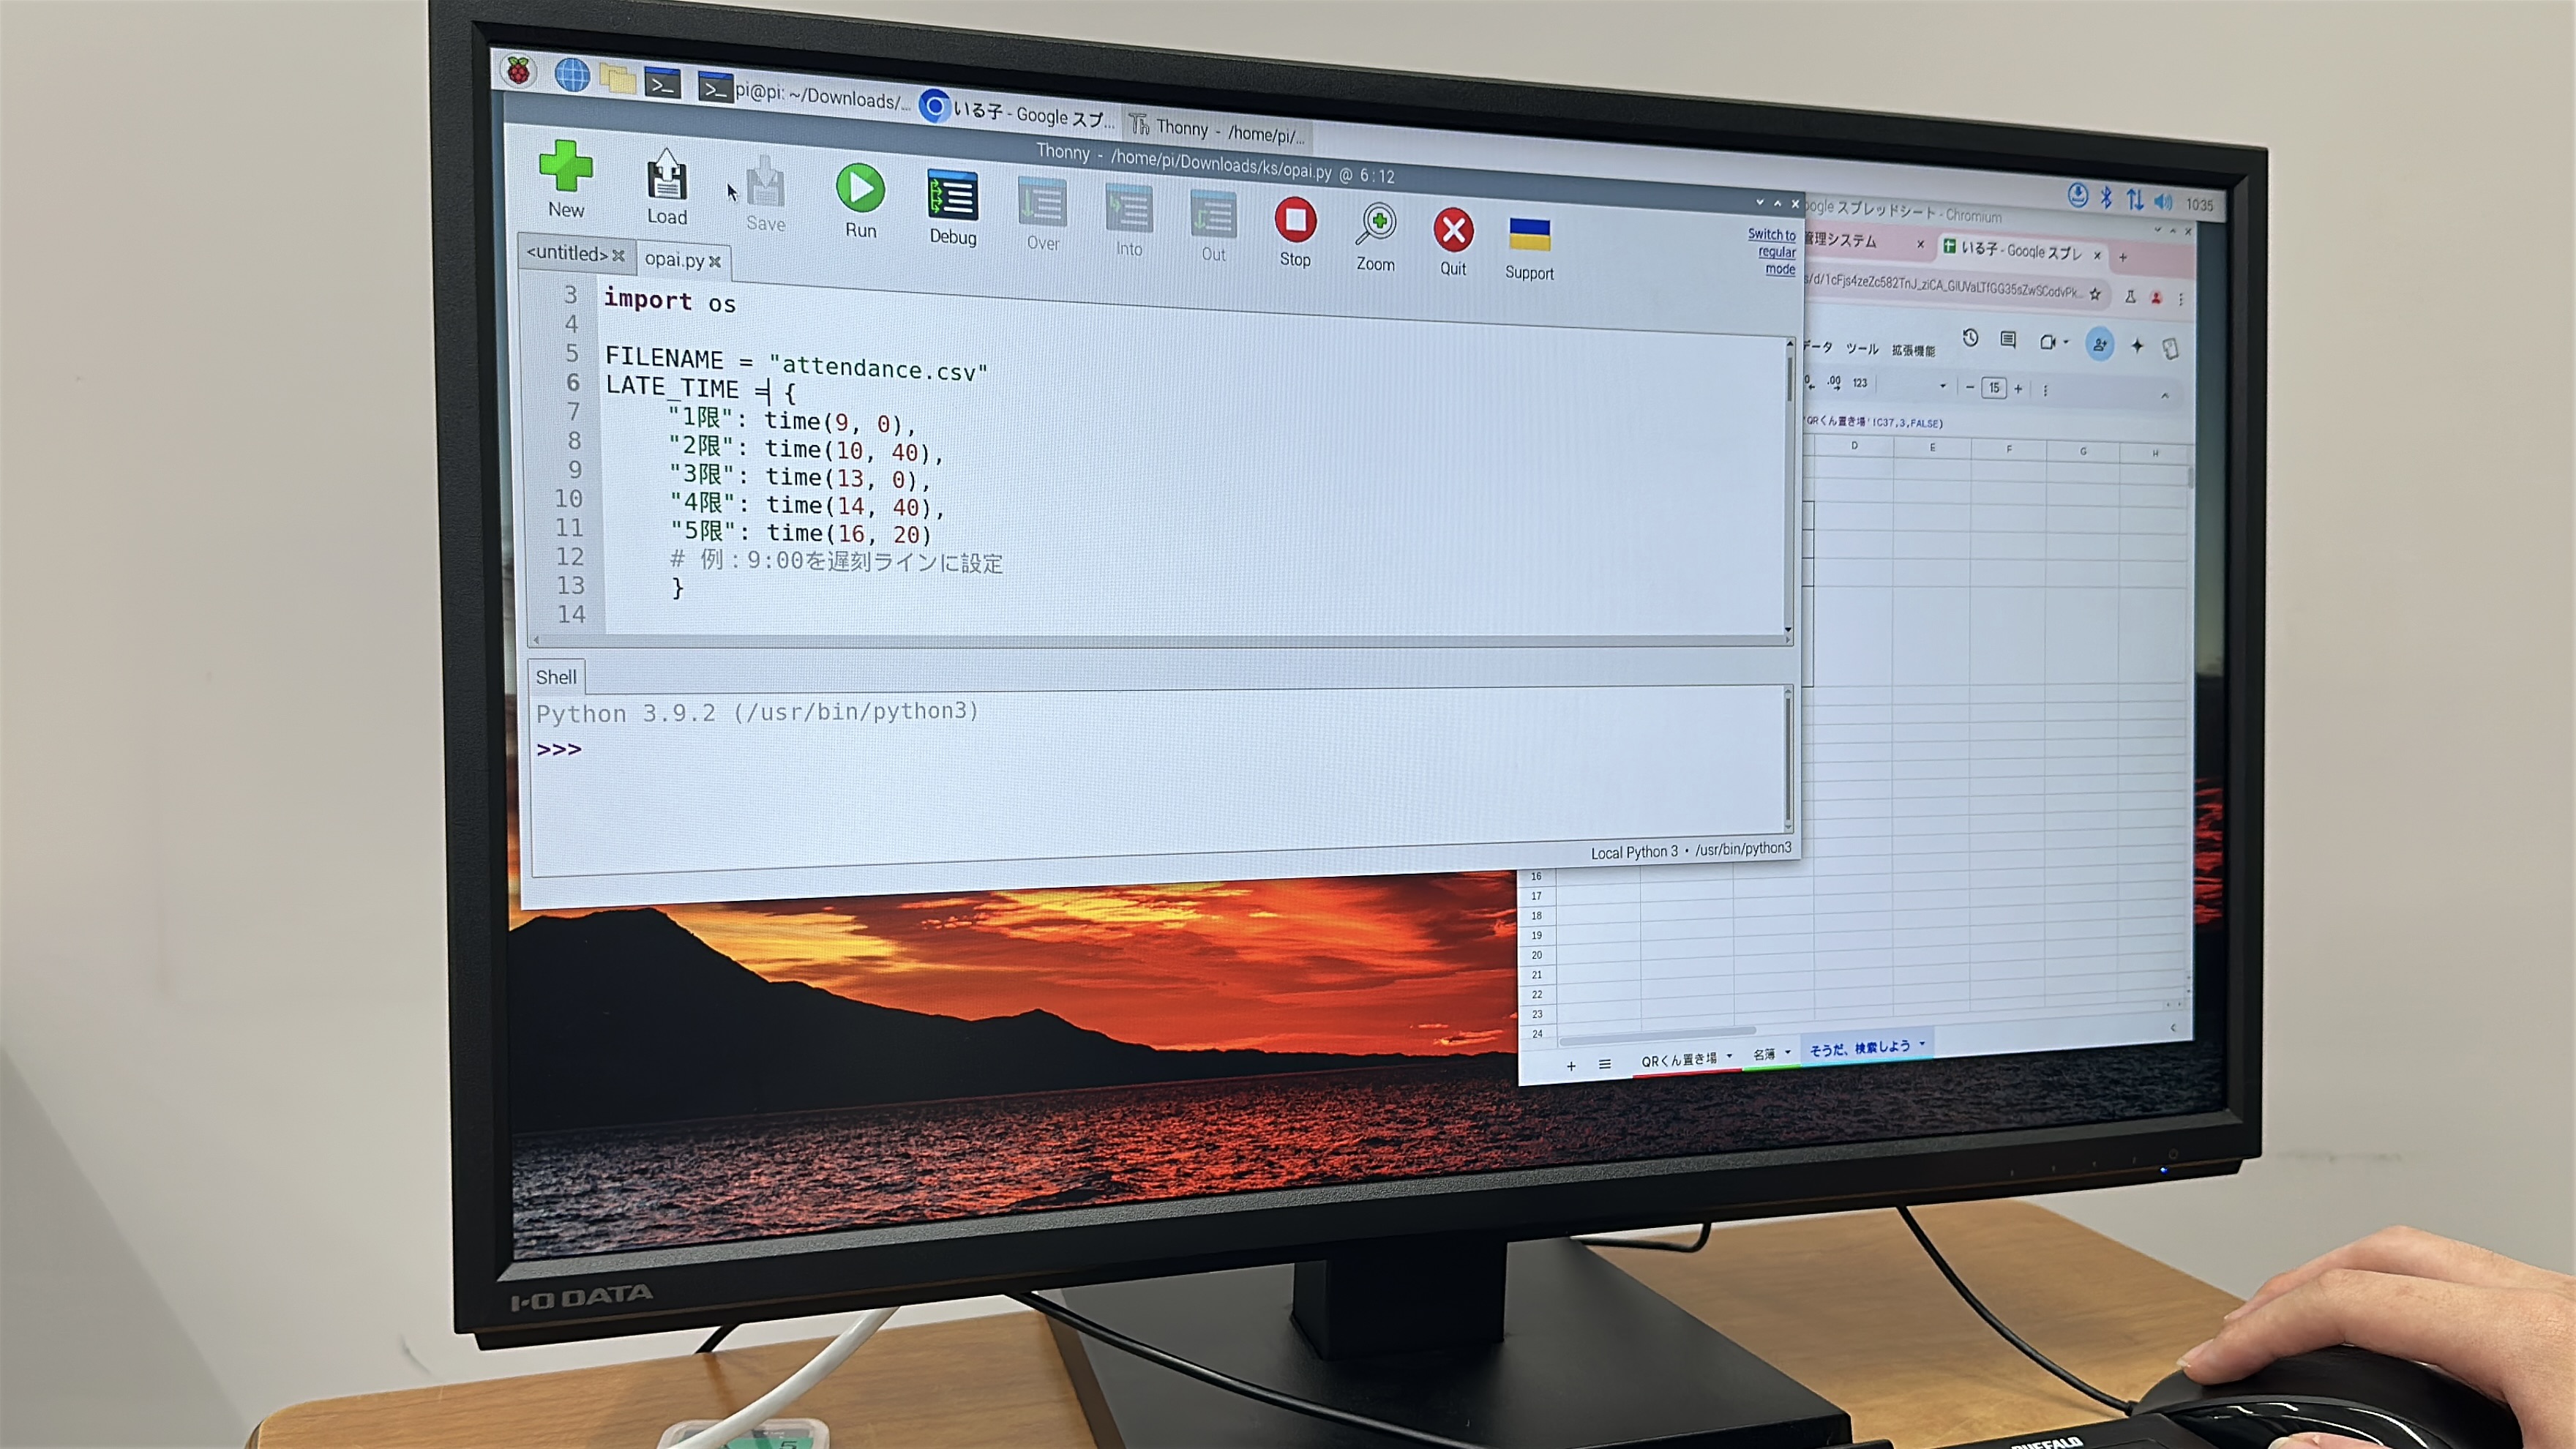 pi@pi: ~/Downloads/...
いる子 - Google スプ...
Thonny - /home/pi/...
10:35
Thonny - /home/pi/Downloads/ks/opai.py @ 6:12
New
Load
Save
Run
Debug
Over
Into
Out
Stop
Zoom
Quit
Support
Switch to
regular
mode
<untitled>
opai.py
3 import os
4
5 FILENAME = "attendance.csv"
6 LATE_TIME = {
7 "1限": time(9, 0),
8 "2限": time(10, 40),
9 "3限": time(13, 0),
10 "4限": time(14, 40),
11 "5限": time(16, 20)
12 # 例：9:00を遅刻ラインに設定
13 }
14
Shell
Python 3.9.2 (/usr/bin/python3)
>>>
Local Python 3 • /usr/bin/python3
ogle スプレッドシート - Chromium
管理システム
いる子 - Google スプレ
データ ツール 拡張機能
.00 123
15
QRくん置き場'!C37,3,FALSE)
D E F G H
16
17
18
19
20
21
22
23
24
QRくん置き場
名簿
そうだ、検索しよう
I-O DATA
BUFFALO